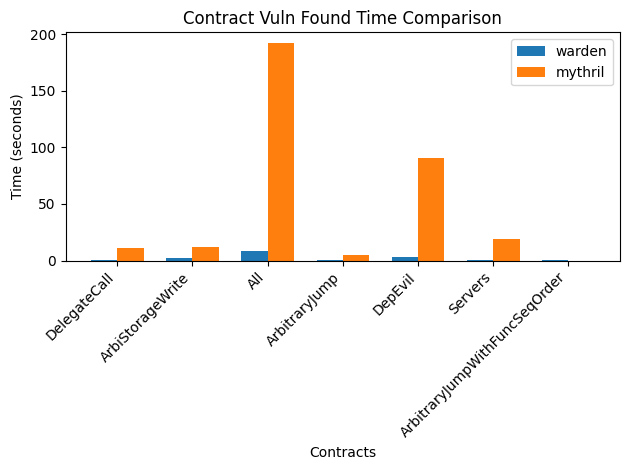 Contract Vuln Found Time Comparison
warden
mythril
Time (seconds)
200
150
100
50
0
DelegateCall
ArbiStorageWrite
All
ArbitraryJump
DepEvil
Servers
ArbitraryJumpWithFuncSeqOrder
Contracts